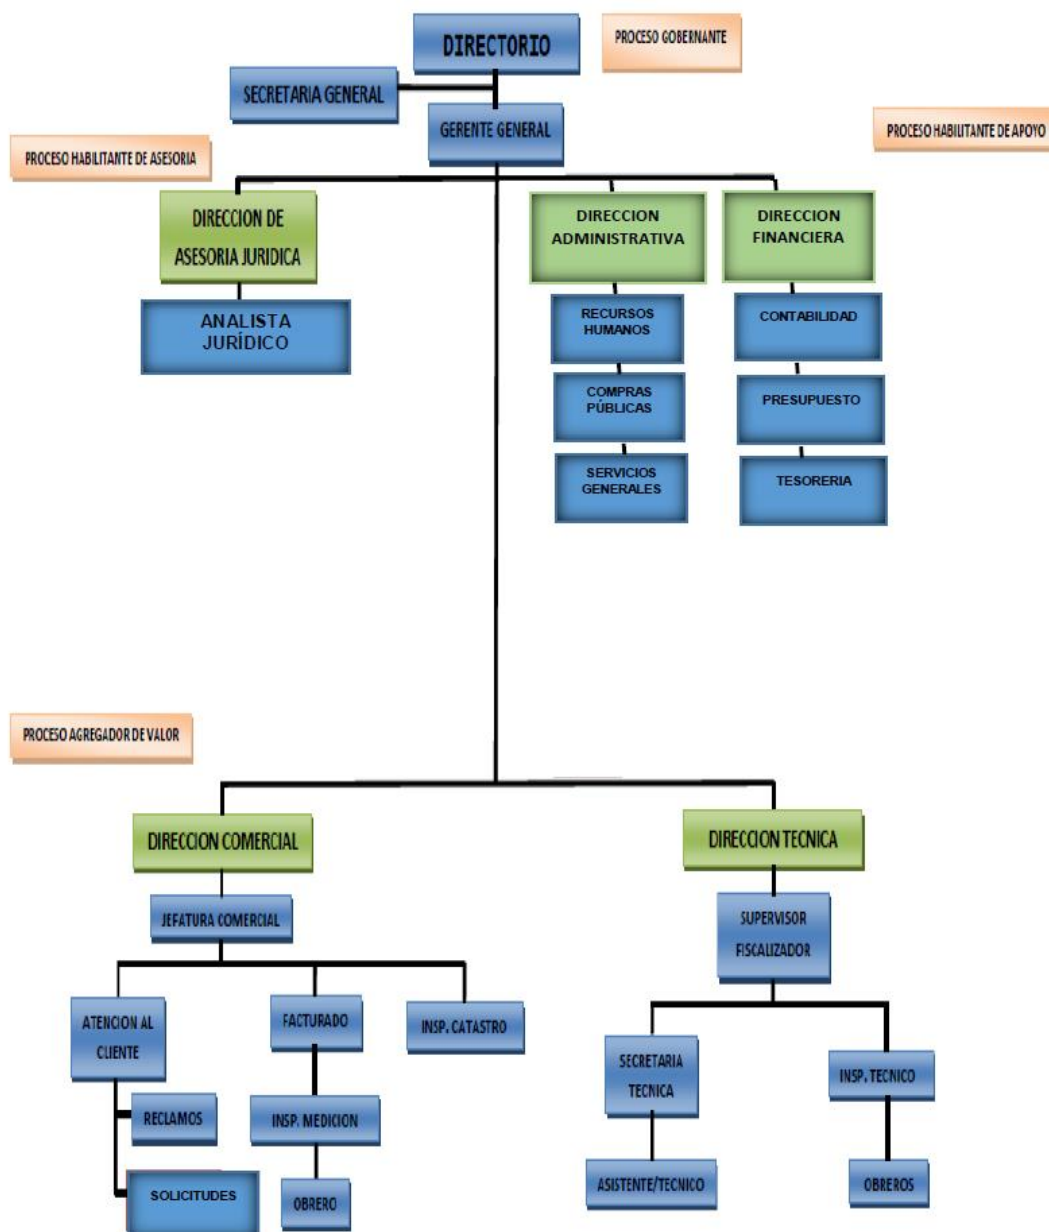 DIRECTORIO
PROCESO GOBERNANTE
SECRETARIA GENERAL
GERENTE GENERAL
PROCESO HABILITANTE DE APOYO
PROCESO HABILITANTE DE ASESORIA
DIRECCION DE
ASESORIA JURIDICA
ANALISTA
JURÍDICO
DIRECCION
ADMINISTRATIVA
RECURSOS
HUMANOS
COMPRAS
PÚBLICAS
SERVICIOS
GENERALES
DIRECCION
FINANCIERA
CONTABILIDAD
PRESUPUESTO
TESORERIA
PROCESO AGREGADOR DE VALOR
DIRECCION COMERCIAL
JEFATURA COMERCIAL
ATENCION AL
CLIENTE
RECLAMOS
SOLICITUDES
FACTURADO
INSP. MEDICION
OBRERO
INSP. CATASTRO
DIRECCION TECNICA
SUPERVISOR
FISCALIZADOR
SECRETARIA
TECNICA
ASISTENTE/TECNICO
INSP. TECNICO
OBREROS